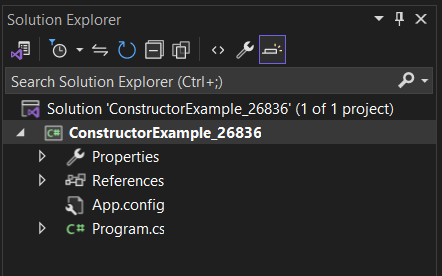 Solution Explorer
Search Solution Explorer (Ctrl+;)
Solution 'ConstructorExample_26836' (1 of 1 project)
C# ConstructorExample_26836
Properties
References
App.config
C# Program.cs